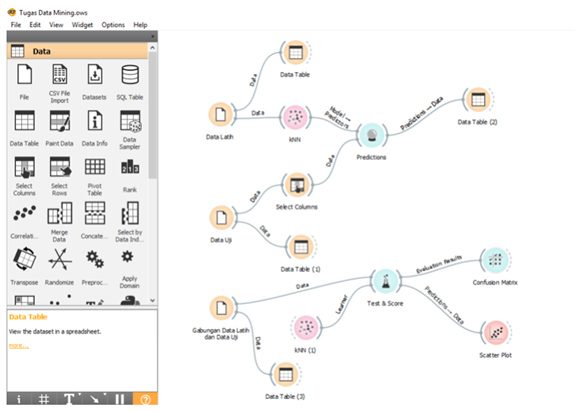 Tugas Data Mining.ows
File Edit View Widget Options Help
Data
File
CSV File Import
Datasets
SQL Table
Data Table
Paint Data
Data Info
Data Sampler
Select Columns
Select Rows
Pivot Table
Rank
Correlati...
Merge Data
Concate...
Select by Data Ind...
Transpose
Randomize
Preproc...
Apply Domain
Data Table
View the dataset in a spreadsheet.
more...
Data
Data Table
Data Latih
Data
kNN
Model → Predictors
Predictions
Predictions → Data
Data Table (2)
Data
Select Columns
Data
Data Uji
Data
Data Table (1)
Data
Gabungan Data Latih dan Data Uji
Data
Data Table (3)
kNN (1)
Learner
Test & Score
Evaluation Results
Confusion Matrix
Predictions → Data
Scatter Plot